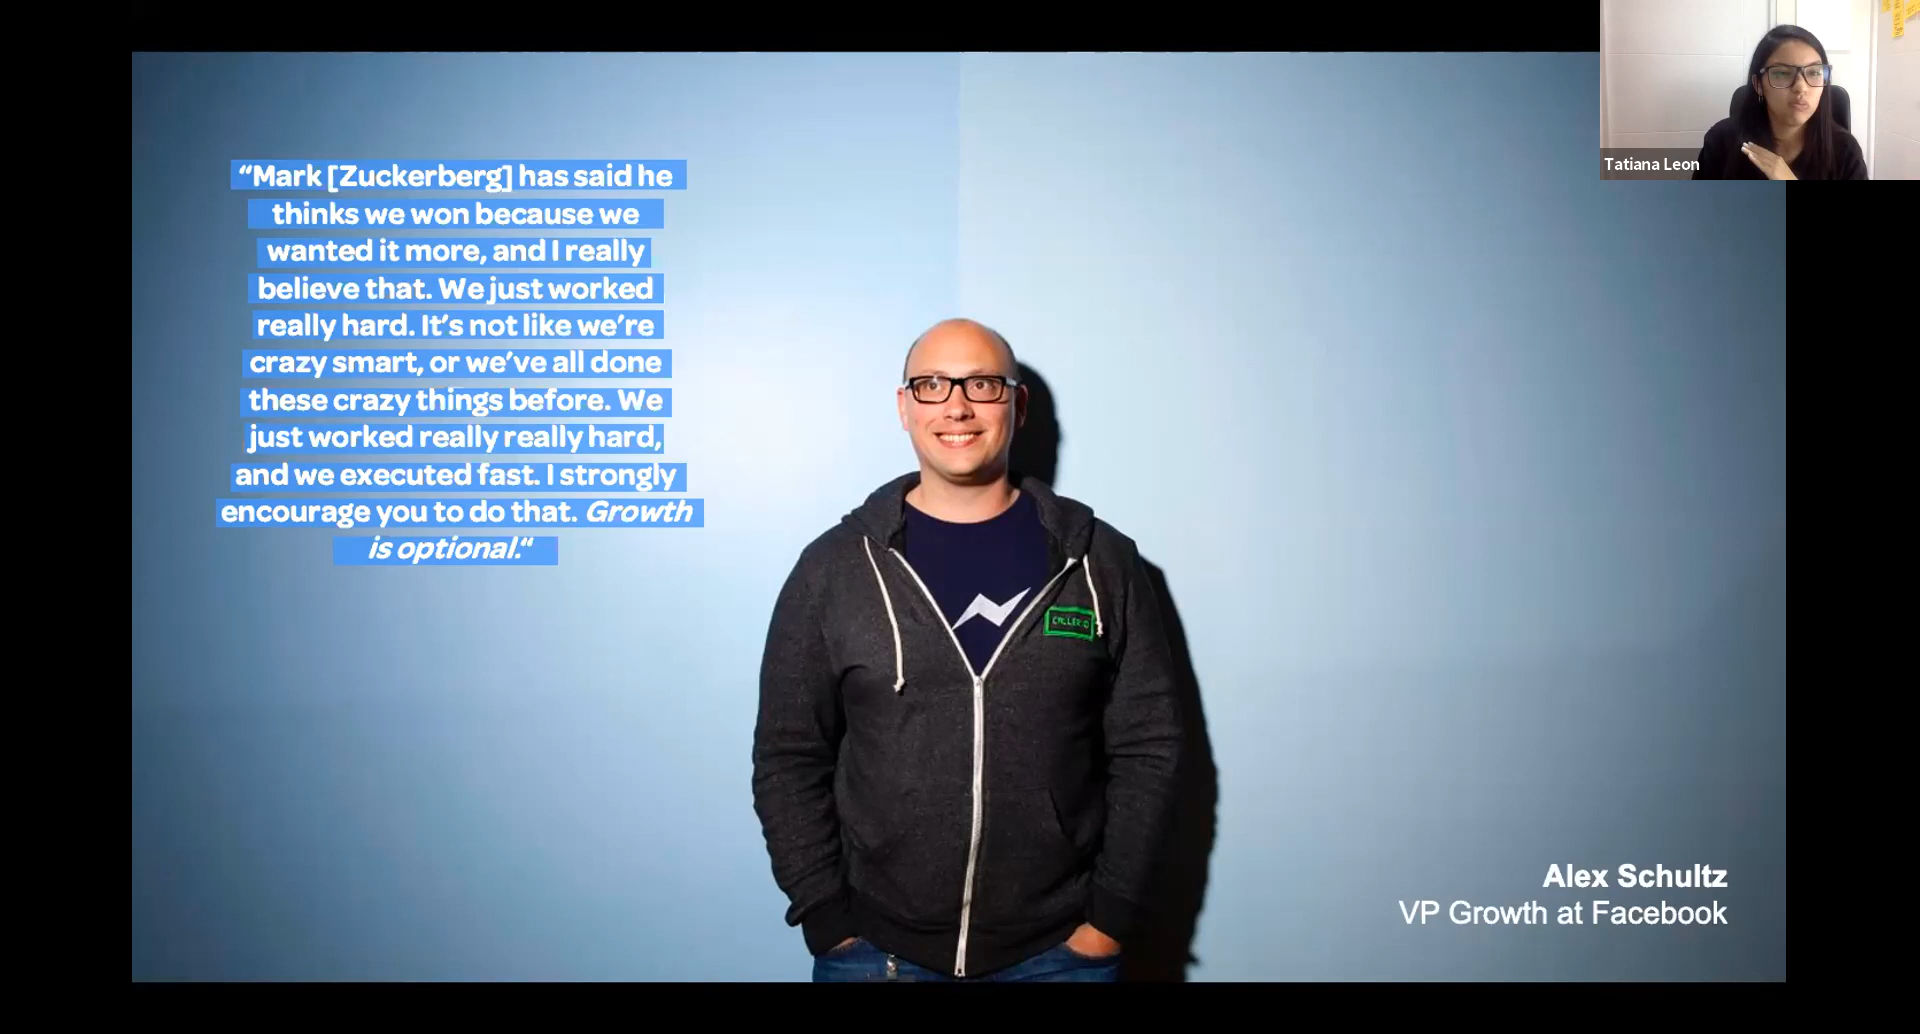 “Mark [Zuckerberg] has said he
thinks we won because we
wanted it more, and I really
believe that. We just worked
really hard. It’s not like we’re
crazy smart, or we’ve all done
these crazy things before. We
just worked really really hard,
and we executed fast. I strongly
encourage you to do that. Growth
is optional.“
Tatiana Leon
Alex Schultz
VP Growth at Facebook